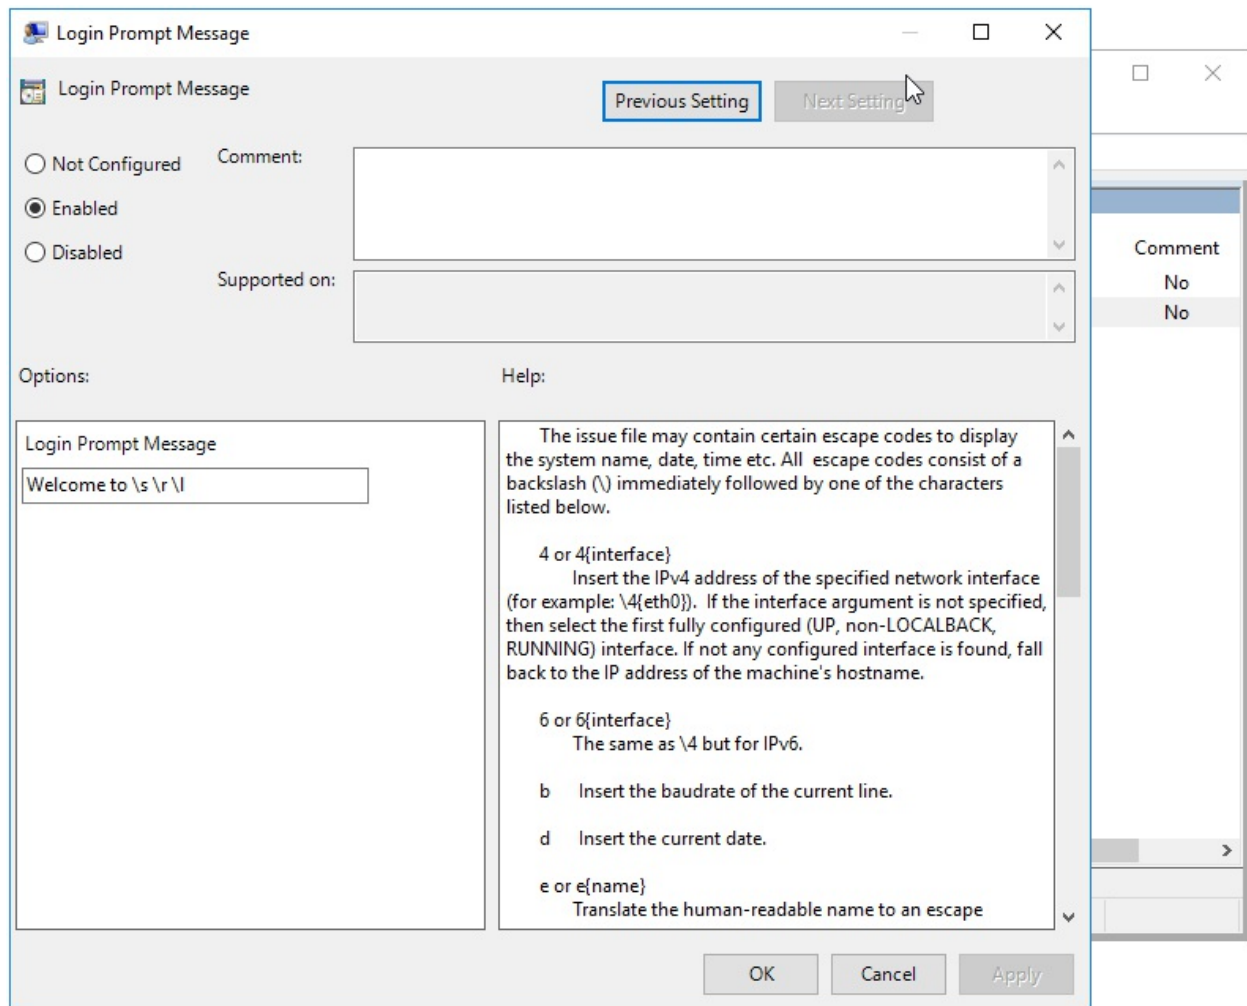 Login Prompt Message
Login Prompt Message
Previous Setting
Next Setting
Not Configured
Comment:
Enabled
Disabled
Supported on:
Comment
No
No
Options:
Help:
Login Prompt Message
Welcome to \s \r \l
The issue file may contain certain escape codes to display
the system name, date, time etc. All  escape codes consist of a
backslash (\) immediately followed by one of the characters
listed below.
4 or 4{interface}
Insert the IPv4 address of the specified network interface
(for example: \4{eth0}).  If the interface argument is not specified,
then select the first fully configured (UP, non-LOCALBACK,
RUNNING) interface. If not any configured interface is found, fall
back to the IP address of the machine's hostname.
6 or 6{interface}
The same as \4 but for IPv6.
b    Insert the baudrate of the current line.
d    Insert the current date.
e or e{name}
Translate the human-readable name to an escape
OK
Cancel
Apply